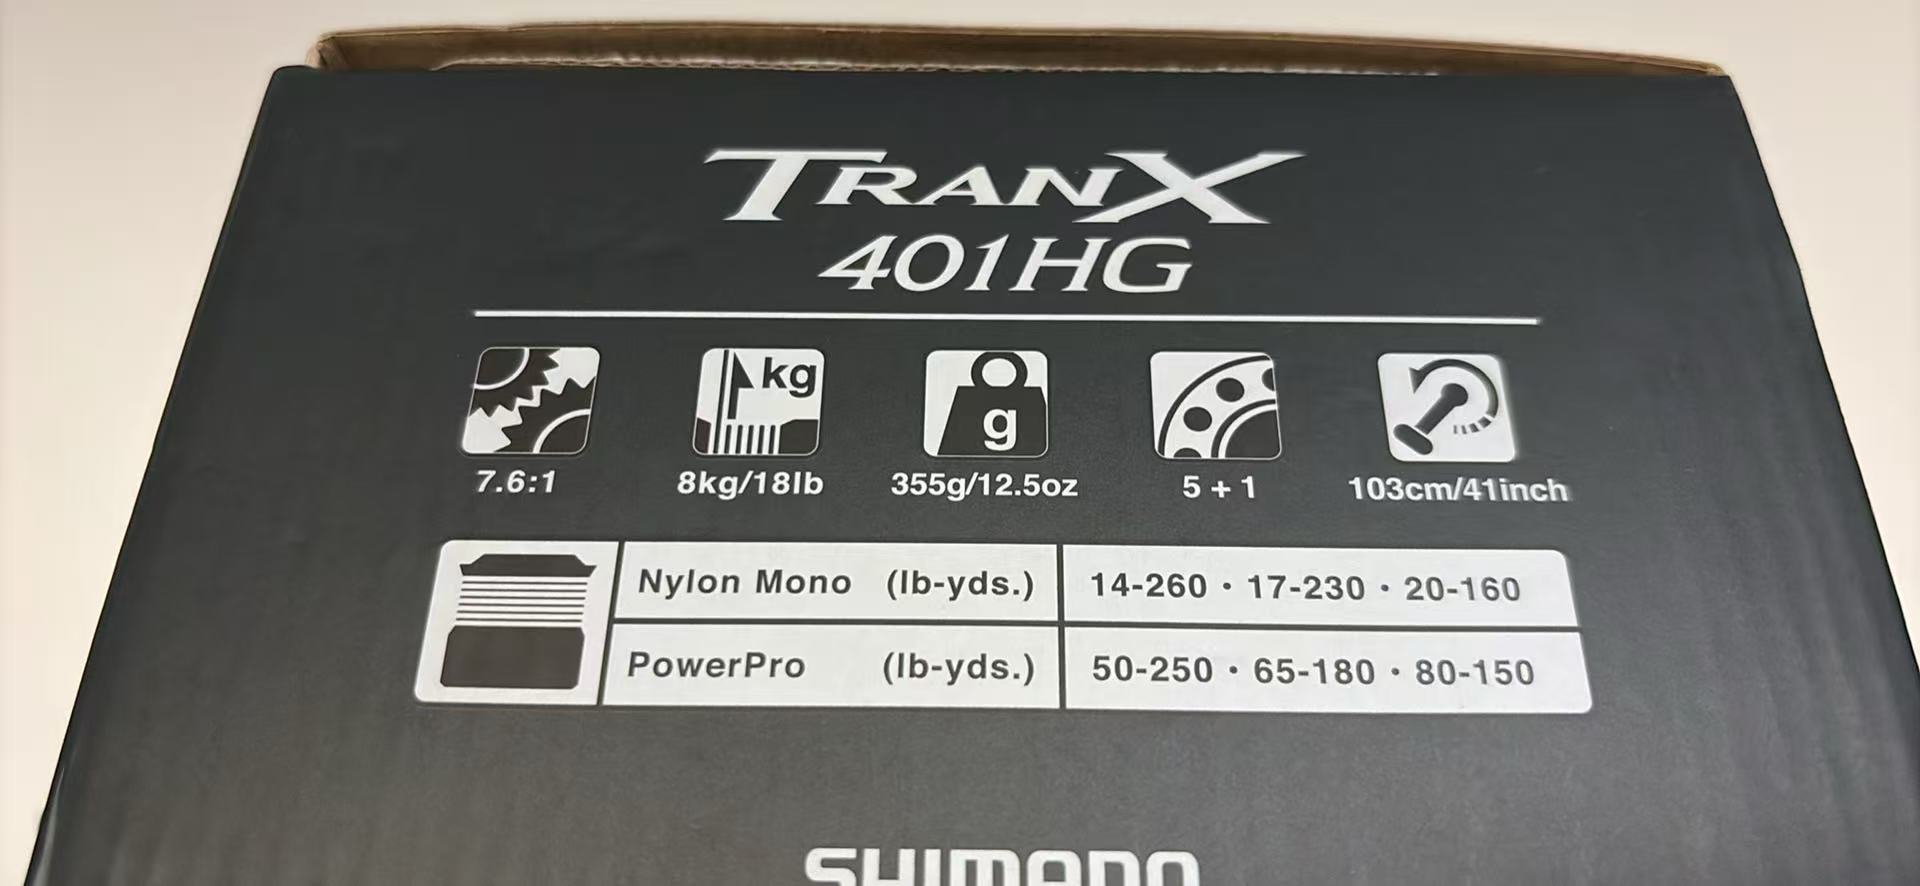 TRANX
401HG
kg g
7.6:1 8kg/18lb 355g/12.5oz 5+1 103cm/41inch
Nylon Mono (lb-yds.) 14-260・17-230・20-160
PowerPro (lb-yds.) 50-250・65-180・80-150
SHIMANO